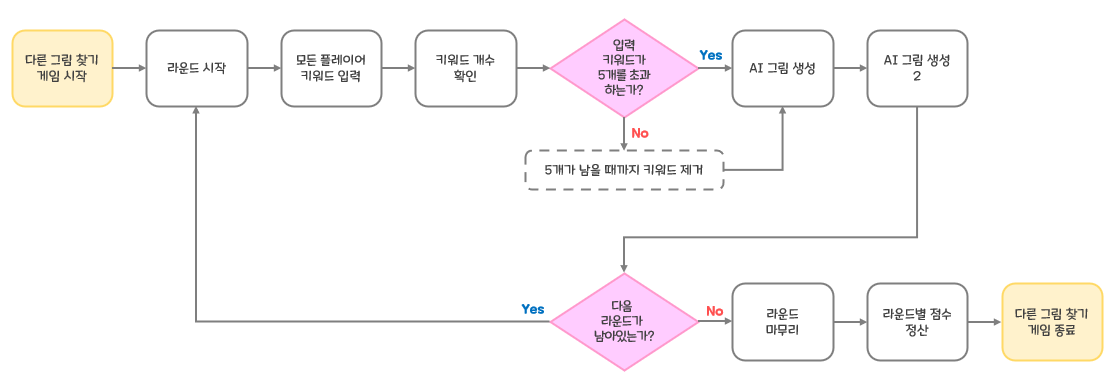 다른 그림 찾기
게임 시작
라운드 시작
모든 플레이어
키워드 입력
키워드 개수
확인
입력
키워드가
5개를 초과
하는가?
Yes
No
AI 그림 생성
AI 그림 생성
2
5개가 남을 때까지 키워드 제거
다음
라운드가
남아있는가?
Yes
No
라운드
마무리
라운드별 점수
정산
다른 그림 찾기
게임 종료